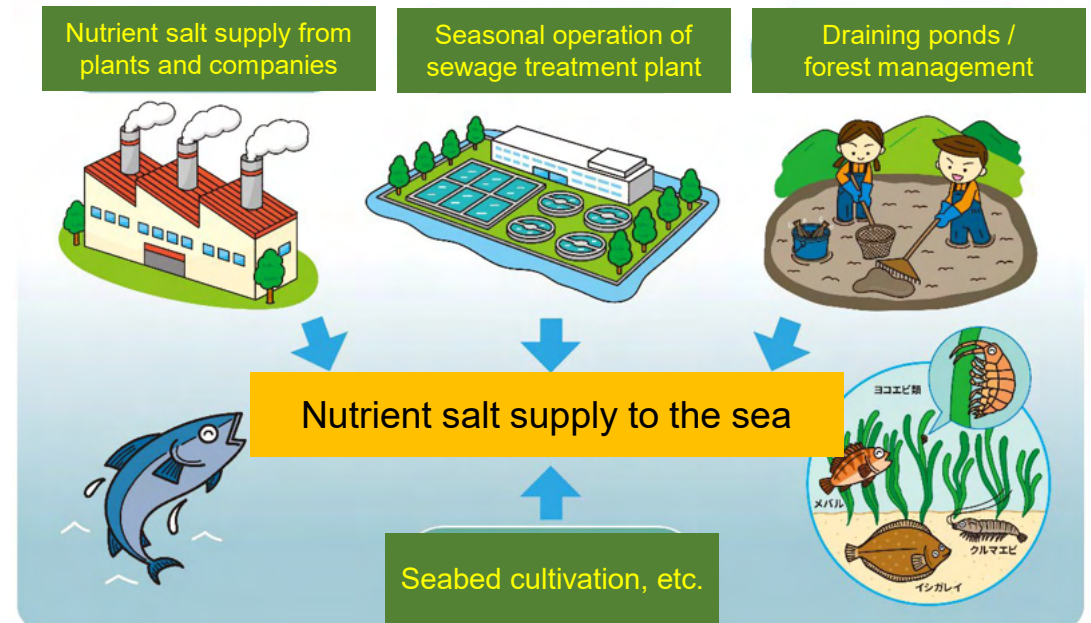 Nutrient salt supply from
plants and companies
Seasonal operation of
sewage treatment plant
Draining ponds /
forest management
Nutrient salt supply to the sea
ヨコエビ類
メバル
クルマエビ
イシガレイ
Seabed cultivation, etc.